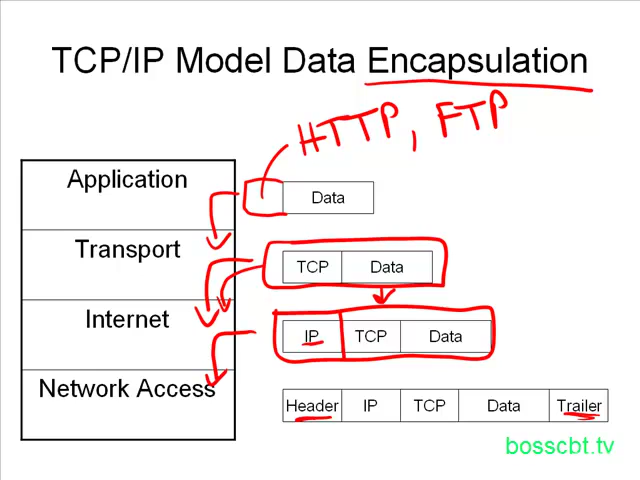 TCP/IP Model Data Encapsulation
HTTP, FTP
Application
Data
Transport
TCP Data
Internet
IP TCP Data
Network Access
Header IP TCP Data Trailer
bosscbt.tv